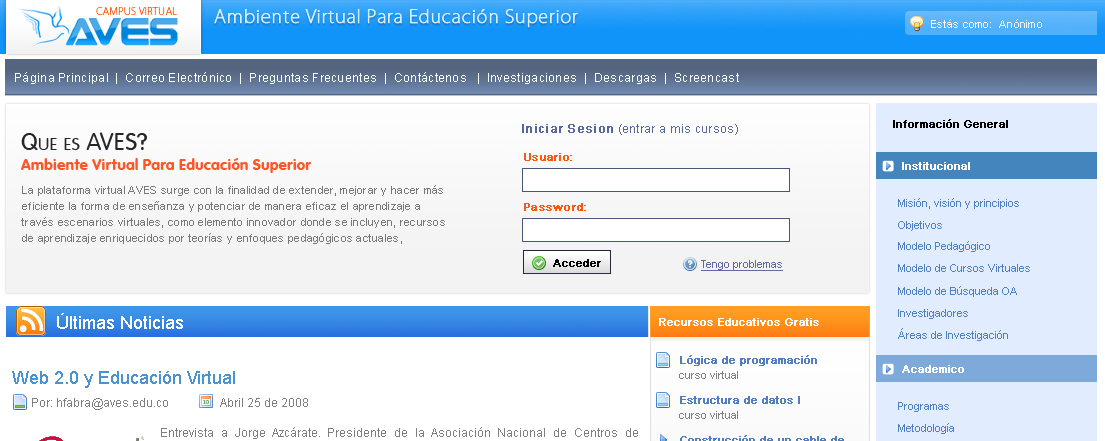 CAMPUS VIRTUAL
AVES
Ambiente Virtual Para Educación Superior
Estás como: Anónimo
Página Principal | Correo Electrónico | Preguntas Frecuentes | Contáctenos | Investigaciones | Descargas | Screencast
QUE ES AVES?
Ambiente Virtual Para Educación Superior
La plataforma virtual AVES surge con la finalidad de extender, mejorar y hacer más
eficiente la forma de enseñanza y potenciar de manera eficaz el aprendizaje a
través escenarios virtuales, como elemento innovador donde se incluyen, recursos
de aprendizaje enriquecidos por teorías y enfoques pedagógicos actuales,
Iniciar Sesion (entrar a mis cursos)
Usuario:
Password:
Acceder
Tengo problemas
Información General
Institucional
Misión, visión y principios
Objetivos
Modelo Pedagógico
Modelo de Cursos Virtuales
Modelo de Búsqueda OA
Investigadores
Áreas de Investigación
Academico
Programas
Metodología
Últimas Noticias
Web 2.0 y Educación Virtual
Por: hfabra@aves.edu.co
Abril 25 de 2008
Entrevista a Jorge Azcárate. Presidente de la Asociación Nacional de Centros de
Recursos Educativos Gratis
Lógica de programación
curso virtual
Estructura de datos I
curso virtual
Construcción de un cable de